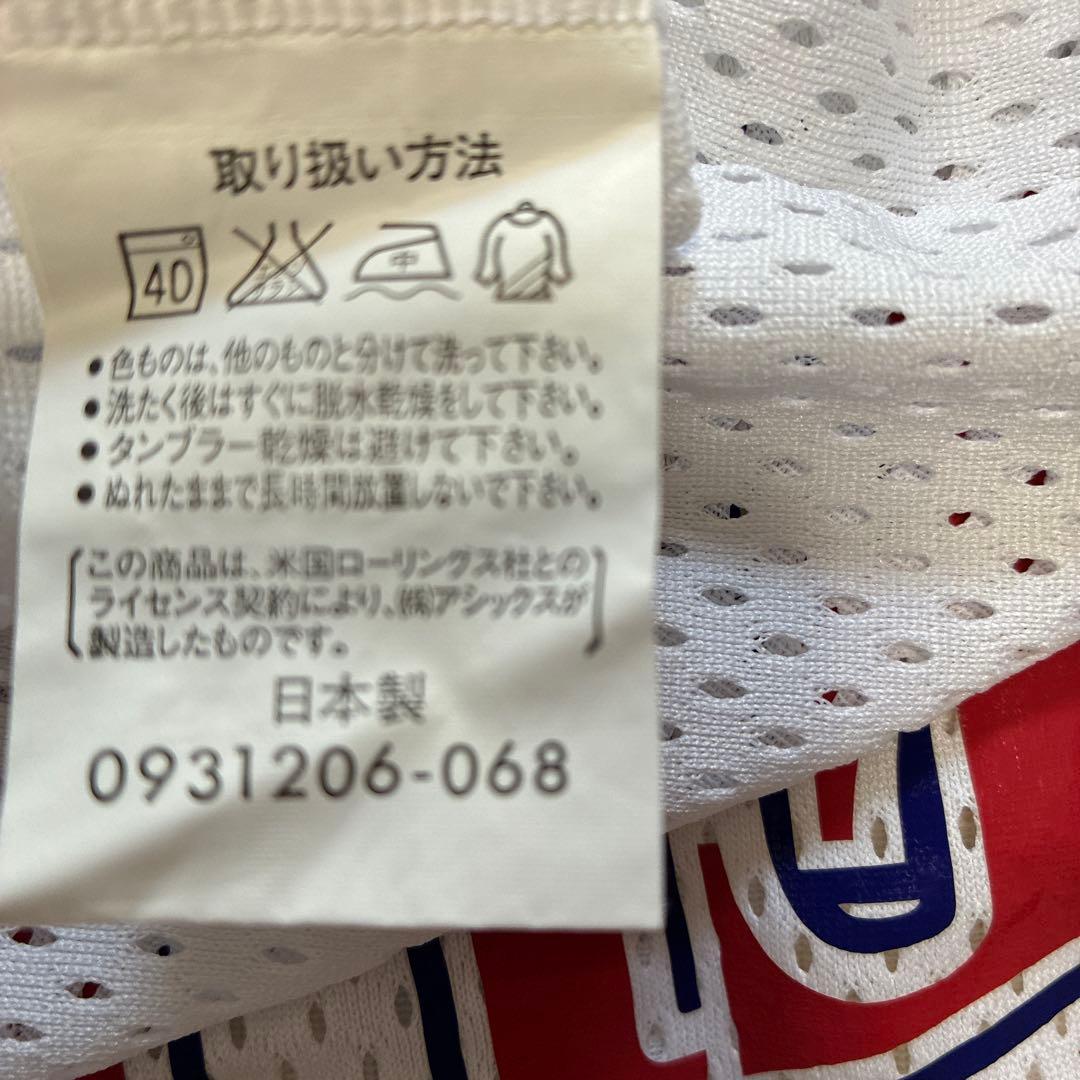 取り扱い方法
40 エンソ サラシ 中
•色ものは、他のものと分けて洗って下さい。
•洗たく後はすぐに脱水乾燥をして下さい。
•タンブラー乾燥は避けて下さい。
•ぬれたままで長時間放置しないで下さい。
この商品は、米国ローリングス社との
ライセンス契約により、㈱アシックスが
製造したものです。
日本製
0931206-068